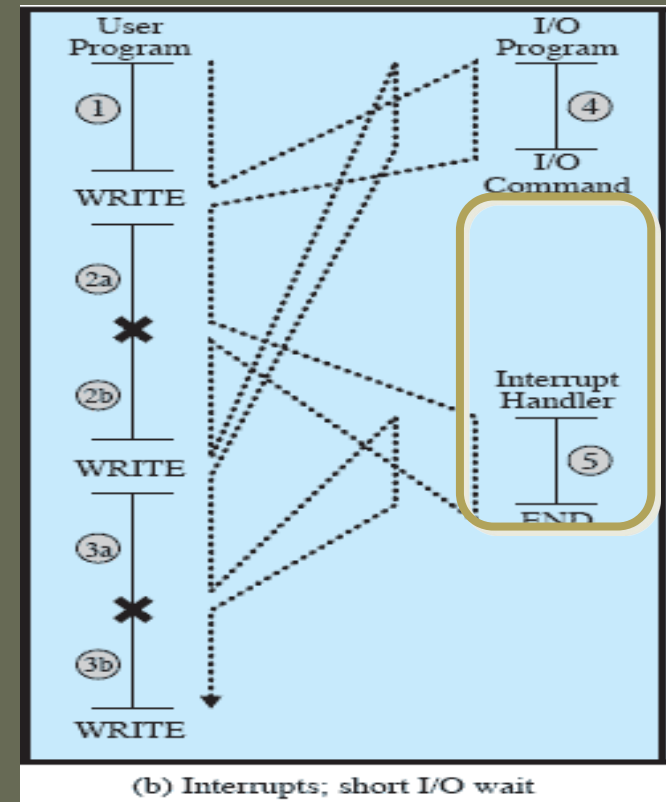 User
Program
1
WRITE
2a
2b
WRITE
3a
3b
WRITE
I/O
Program
4
I/O
Command
Interrupt
Handler
5
END
(b) Interrupts; short I/O wait